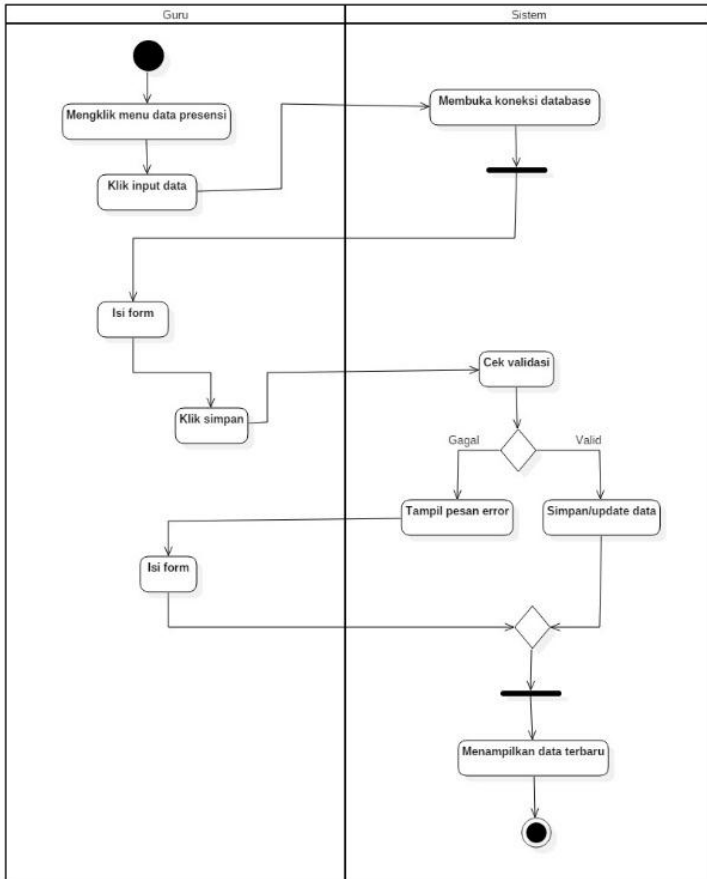 Guru
Sistem
Mengklik menu data presensi
Membuka koneksi database
Klik input data
Isi form
Cek validasi
Klik simpan
Gagal
Valid
Tampil pesan error
Simpan/update data
Isi form
Menampilkan data terbaru